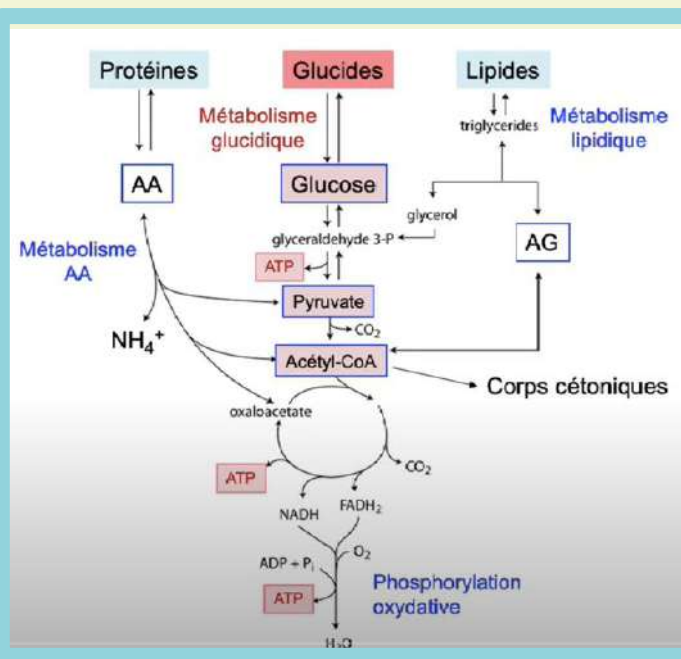 Protéines
Glucides
Lipides
Métabolisme
glucidique
triglycerides
Métabolisme
lipidique
AA
Glucose
glycerol
AG
Métabolisme
AA
glyceraldehyde 3-P
ATP
Pyruvate
NH₄⁺
CO₂
Acétyl-CoA
Corps cétoniques
oxaloacetate
CO₂
ATP
NADH
FADH₂
O₂
ADP + Pᵢ
Phosphorylation
oxydative
ATP
H₂O